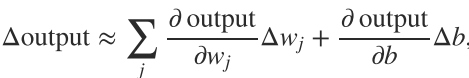 Δoutput ≈ ∑_j ∂ output/∂w_j Δw_j + ∂ output/∂b Δb,